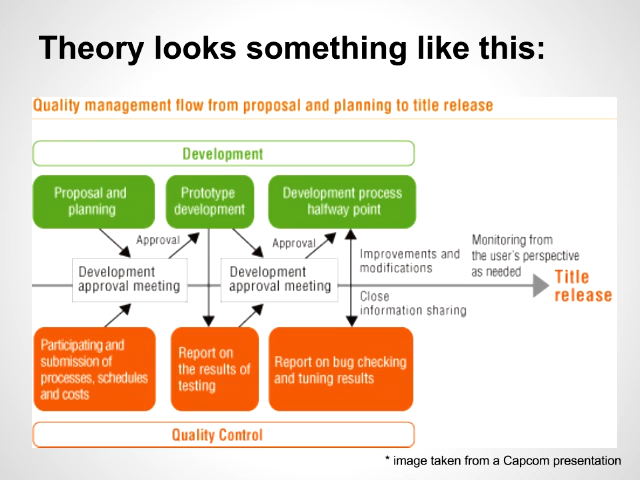 Theory looks something like this:
Quality management flow from proposal and planning to title release
Development
Proposal and
planning
Prototype
development
Development process
halfway point
Approval
Approval
Development
approval meeting
Development
approval meeting
Improvements and
modifications
Close
information sharing
Monitoring from
the user's perspective
as needed
Title
release
Participating and
submission of
processes, schedules
and costs
Report on
the results of
testing
Report on bug checking
and tuning results
Quality Control
* image taken from a Capcom presentation